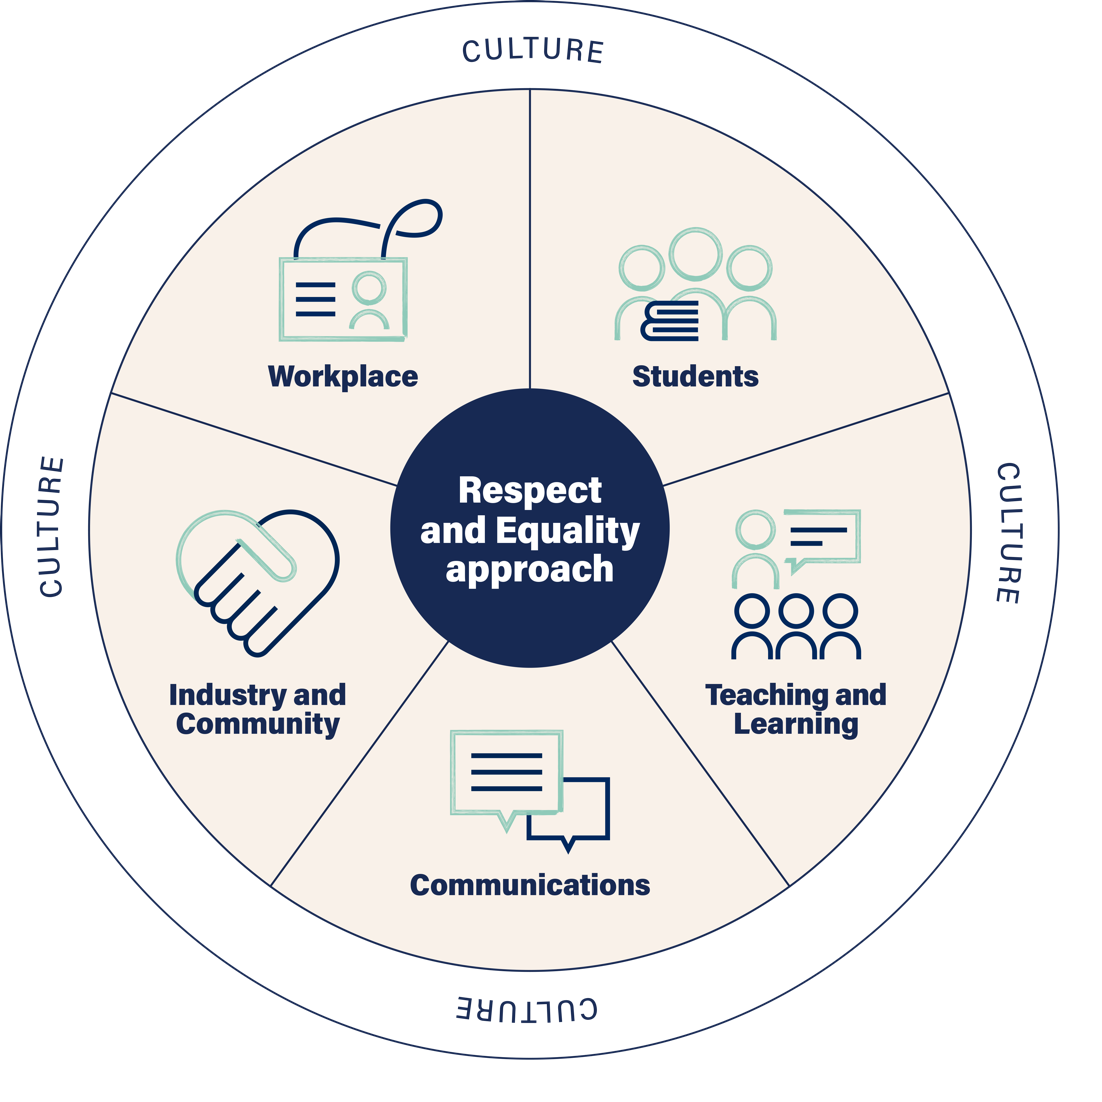 CULTURE
Workplace
Students
CULTURE
Respect
and Equality
approach
CULTURE
Industry and
Community
Teaching and
Learning
Communications
CULTURE